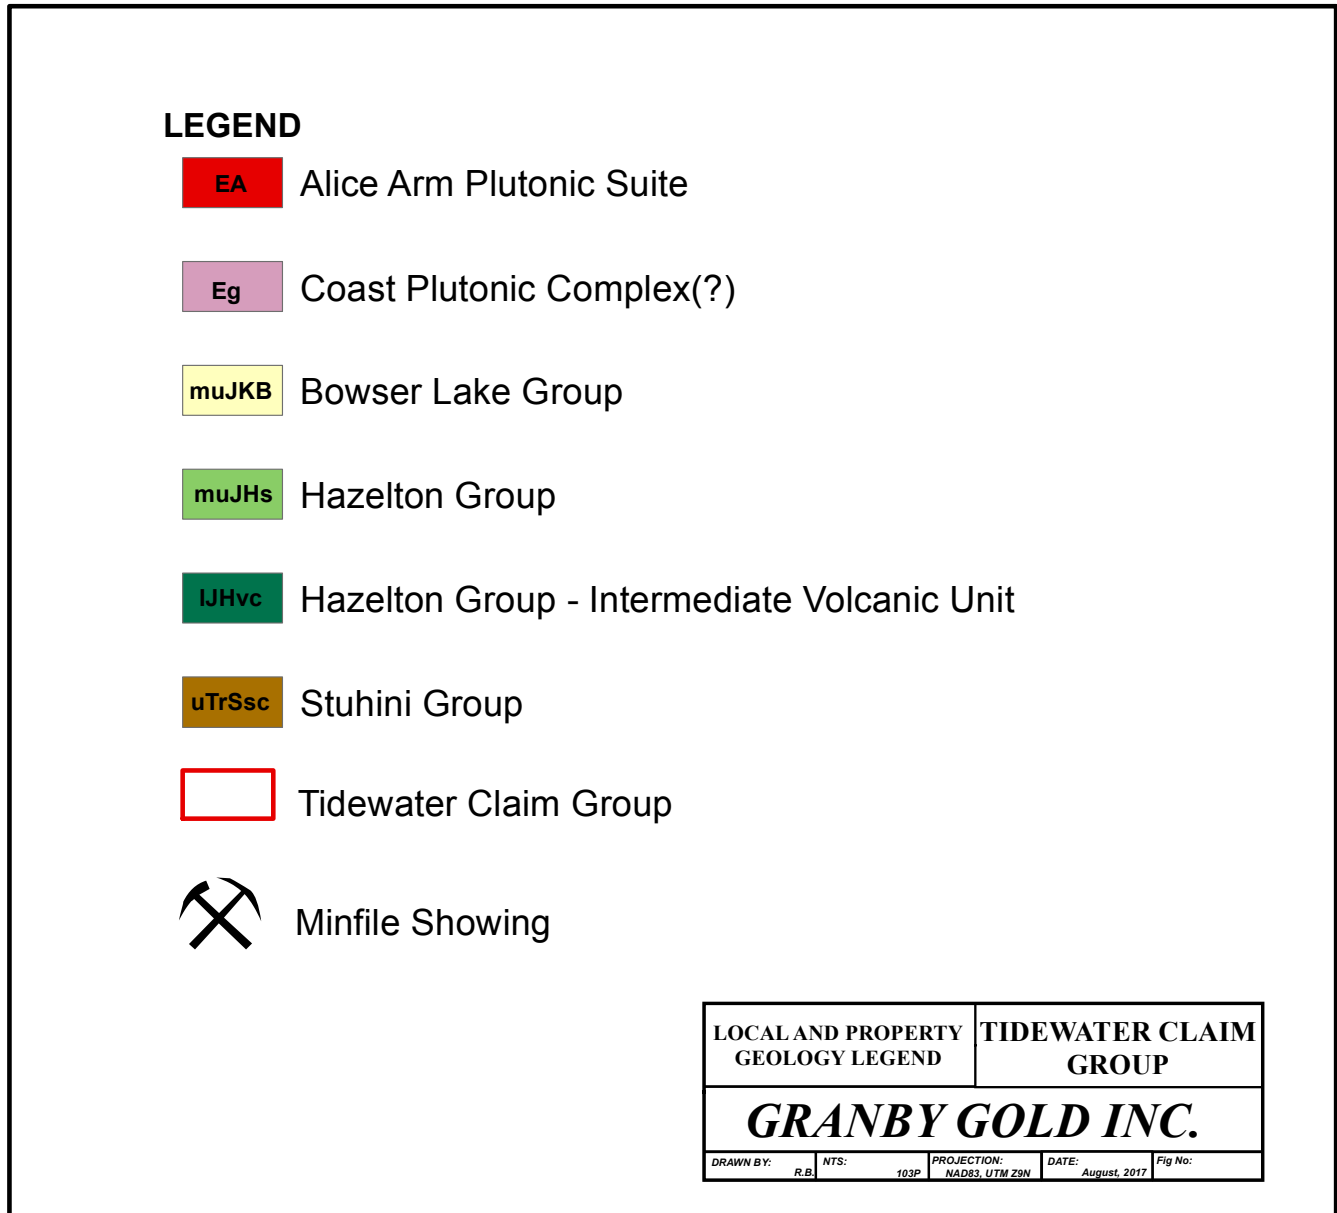 LEGEND
EA Alice Arm Plutonic Suite
Eg Coast Plutonic Complex(?)
muJKB Bowser Lake Group
muJHs Hazelton Group
lJHvc Hazelton Group - Intermediate Volcanic Unit
uTrSsc Stuhini Group
Tidewater Claim Group
Minfile Showing
LOCAL AND PROPERTY
GEOLOGY LEGEND
TIDEWATER CLAIM
GROUP
GRANBY GOLD INC.
DRAWN BY: R.B.
NTS: 103P
PROJECTION: NAD83, UTM Z9N
DATE: August, 2017
Fig No: